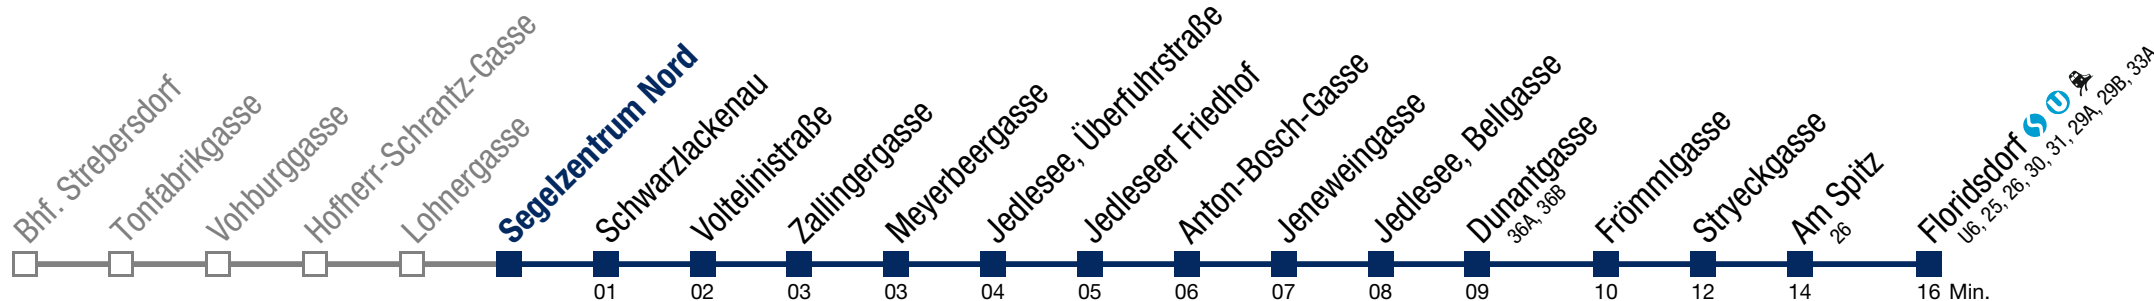 Bhf. Strebersdorf
Tonfabrikgasse
Vohburggasse
Hofherr-Schrantz-Gasse
Lohnergasse
Segelzentrum Nord
Schwarzlackenau
Voltelinistraße
Zallingergasse
Meyerbeergasse
Jedlesee, Überfuhrstraße
Jedleseer Friedhof
Anton-Bosch-Gasse
Jeneweingasse
Jedlesee, Bellgasse
Dunantgasse
36A, 36B
Frömmlgasse
Stryeckgasse
Am Spitz
26
Floridsdorf S U
U6, 25, 26, 30, 31, 29A, 29B, 33A
01 02 03 03 04 05 06 07 08 09 10 12 14 16 Min.